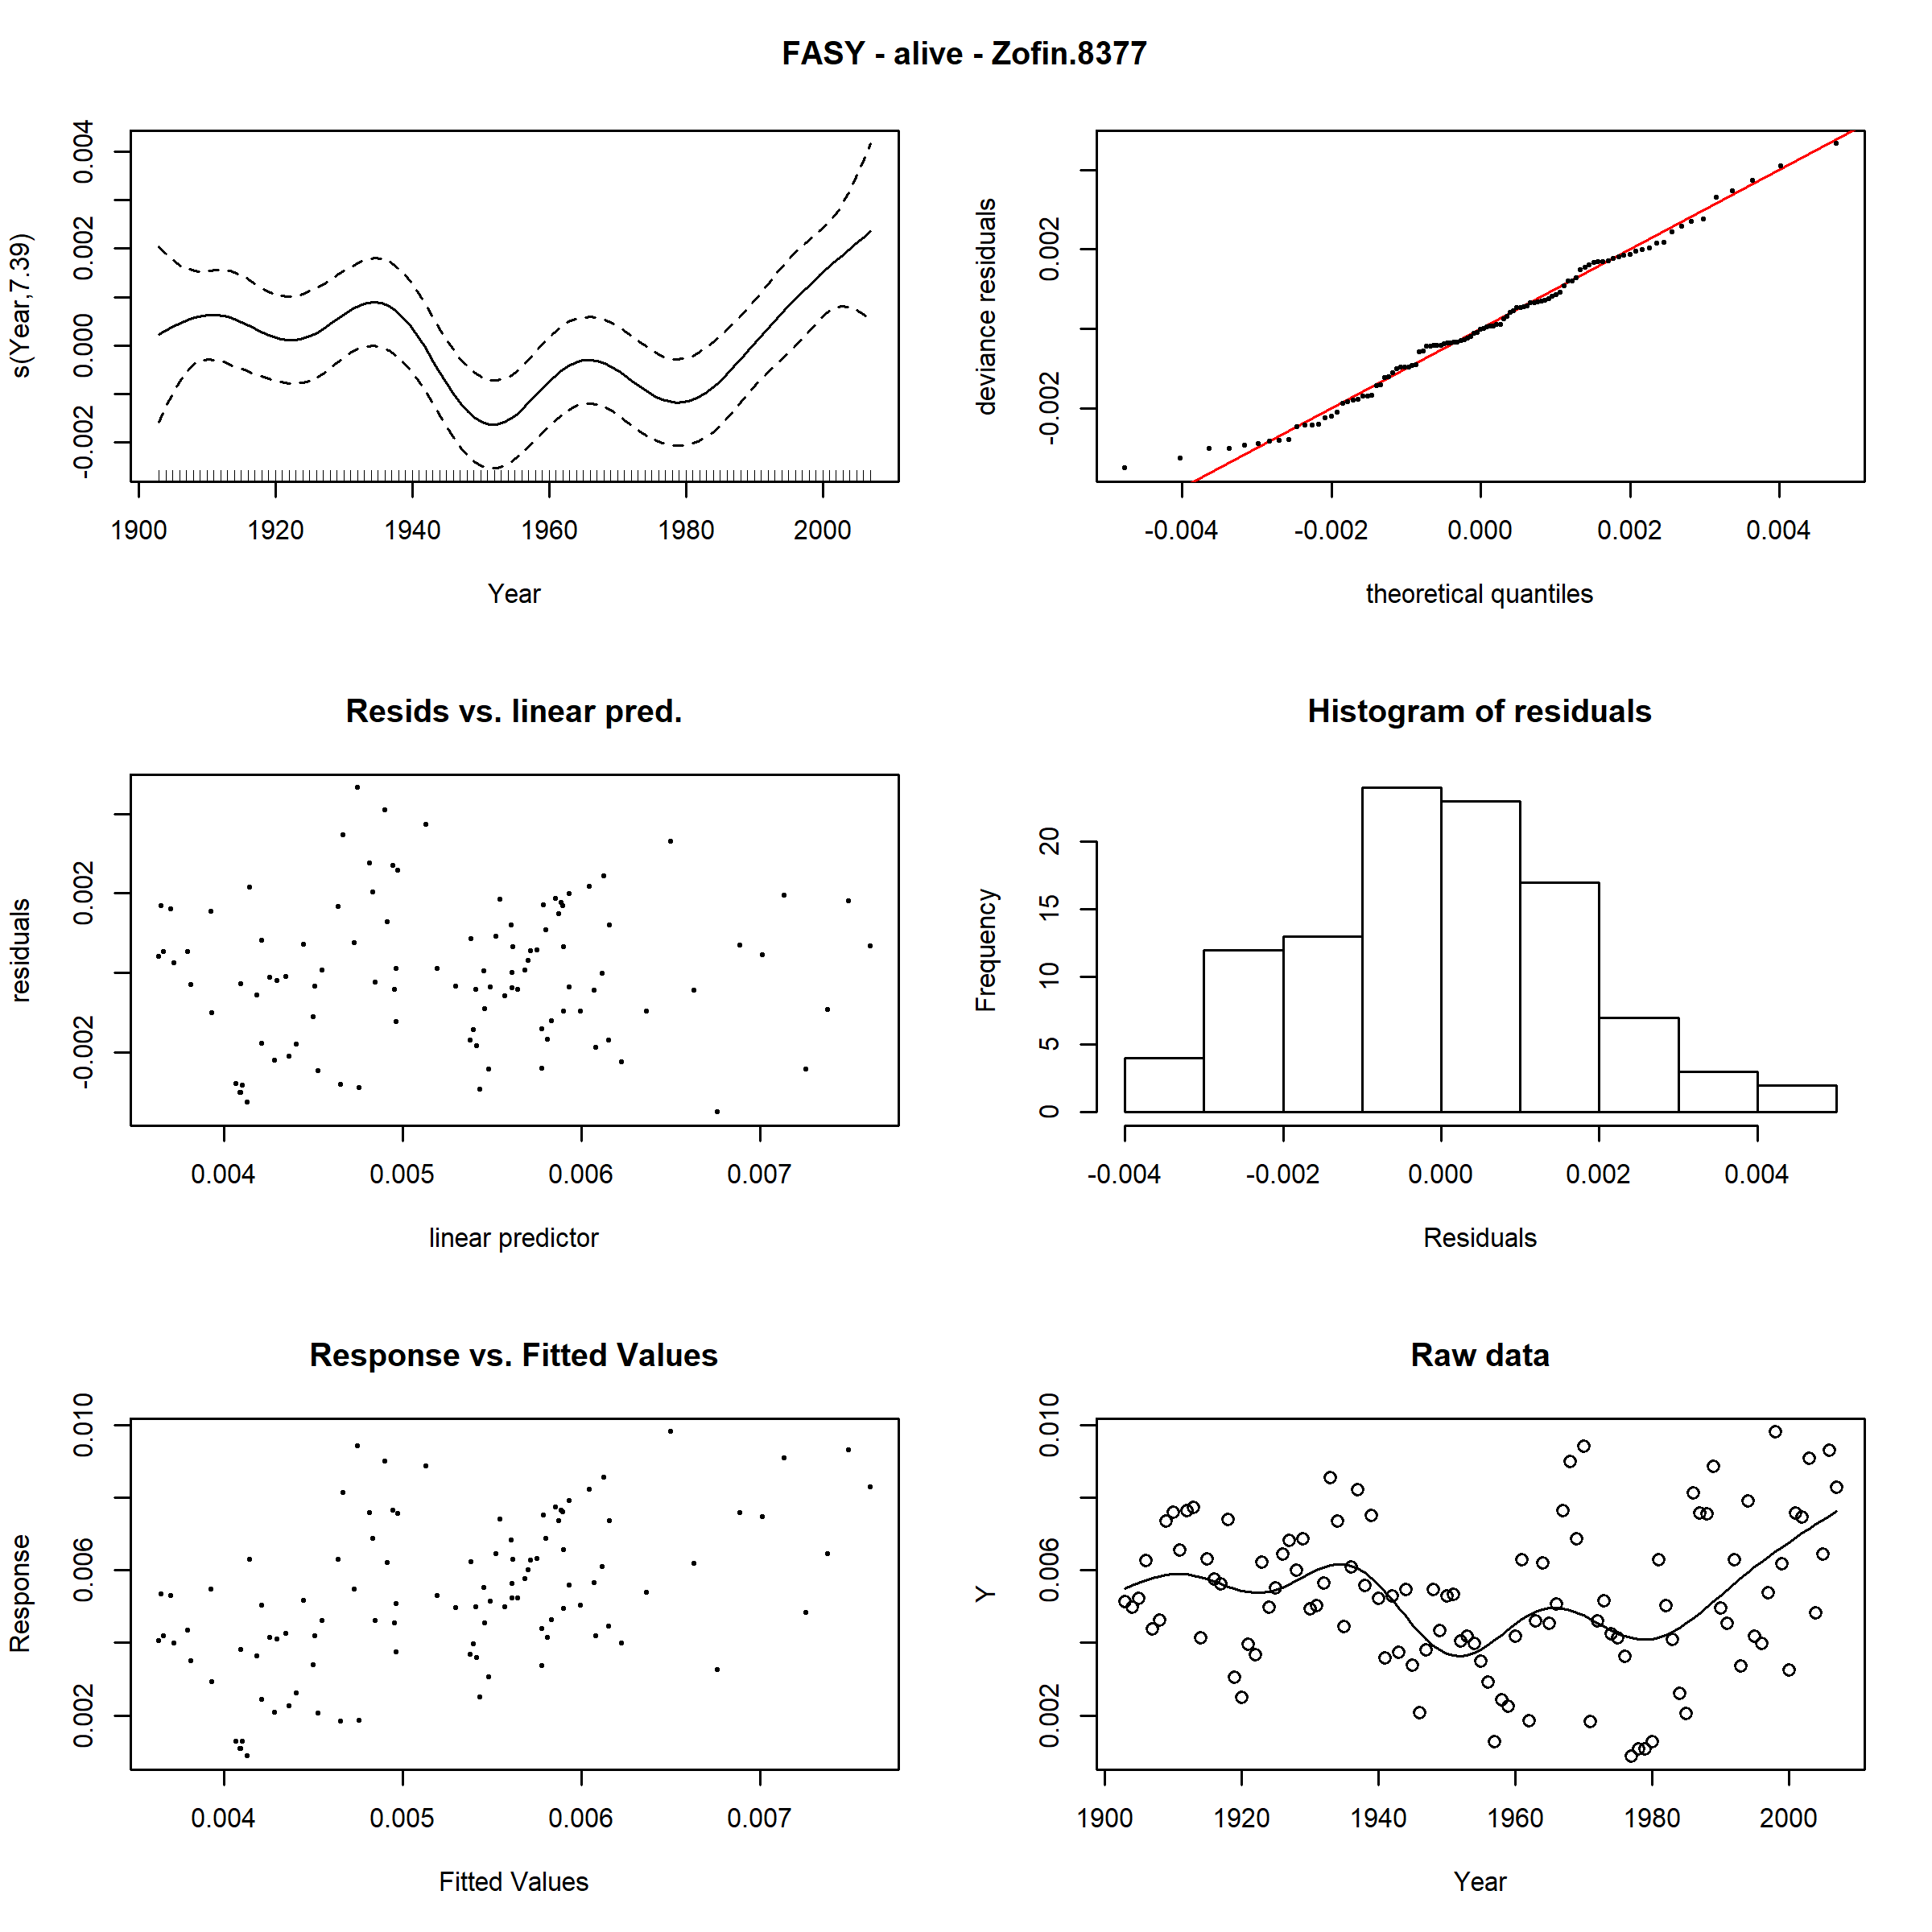 FASY - alive - Zofin.8377
s(Year,7.39)
-0.002 0.000 0.002 0.004
1900 1920 1940 1960 1980 2000
Year
deviance residuals
-0.002 0.002
-0.004 -0.002 0.000 0.002 0.004
theoretical quantiles
Resids vs. linear pred.
residuals
-0.002 0.002
0.004 0.005 0.006 0.007
linear predictor
Histogram of residuals
Frequency
0 5 10 15 20
-0.004 -0.002 0.000 0.002 0.004
Residuals
Response vs. Fitted Values
Response
0.002 0.006 0.010
0.004 0.005 0.006 0.007
Fitted Values
Raw data
Y
0.002 0.006 0.010
1900 1920 1940 1960 1980 2000
Year